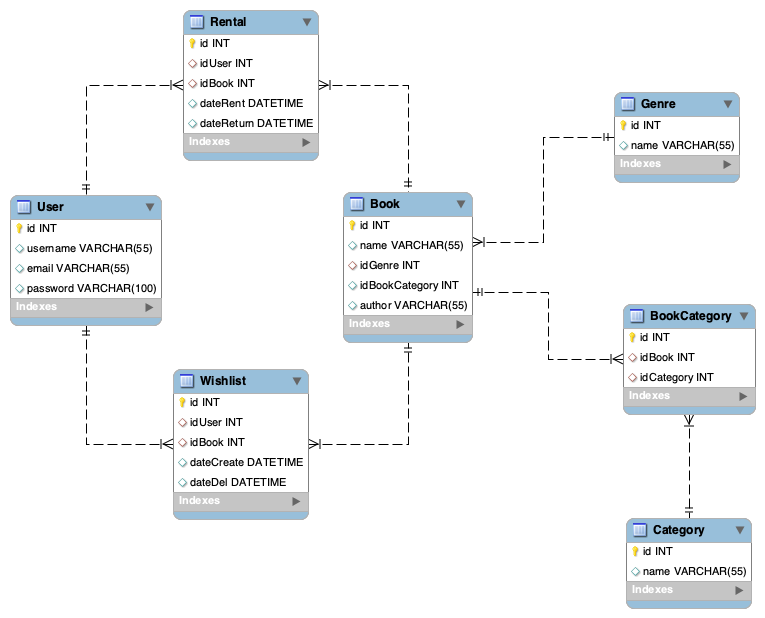 Rental
id INT
idUser INT
idBook INT
dateRent DATETIME
dateReturn DATETIME
Indexes
Genre
id INT
name VARCHAR(55)
Indexes
User
id INT
username VARCHAR(55)
email VARCHAR(55)
password VARCHAR(100)
Indexes
Book
id INT
name VARCHAR(55)
idGenre INT
idBookCategory INT
author VARCHAR(55)
Indexes
BookCategory
id INT
idBook INT
idCategory INT
Indexes
Wishlist
id INT
idUser INT
idBook INT
dateCreate DATETIME
dateDel DATETIME
Indexes
Category
id INT
name VARCHAR(55)
Indexes